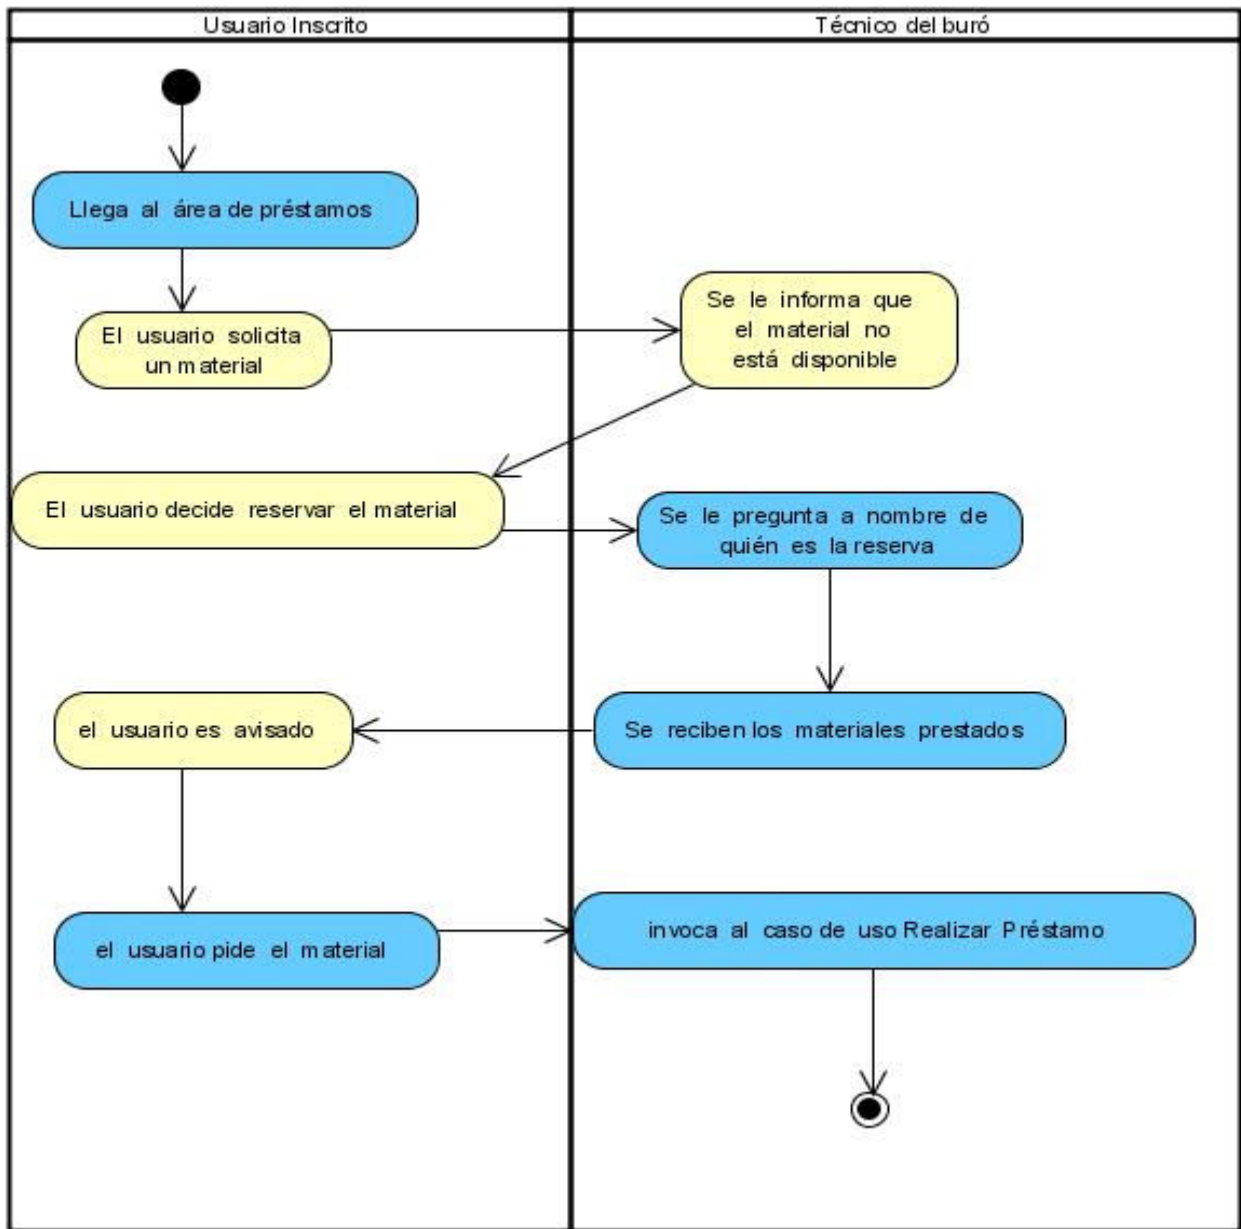 Usuario Inscrito
Técnico del buró
Llega al área de préstamos
El usuario solicita
un material
Se le informa que
el material no
está disponible
El usuario decide reservar el material
Se le pregunta a nombre de
quién es la reserva
el usuario es avisado
Se reciben los materiales prestados
el usuario pide el material
invoca al caso de uso Realizar Préstamo